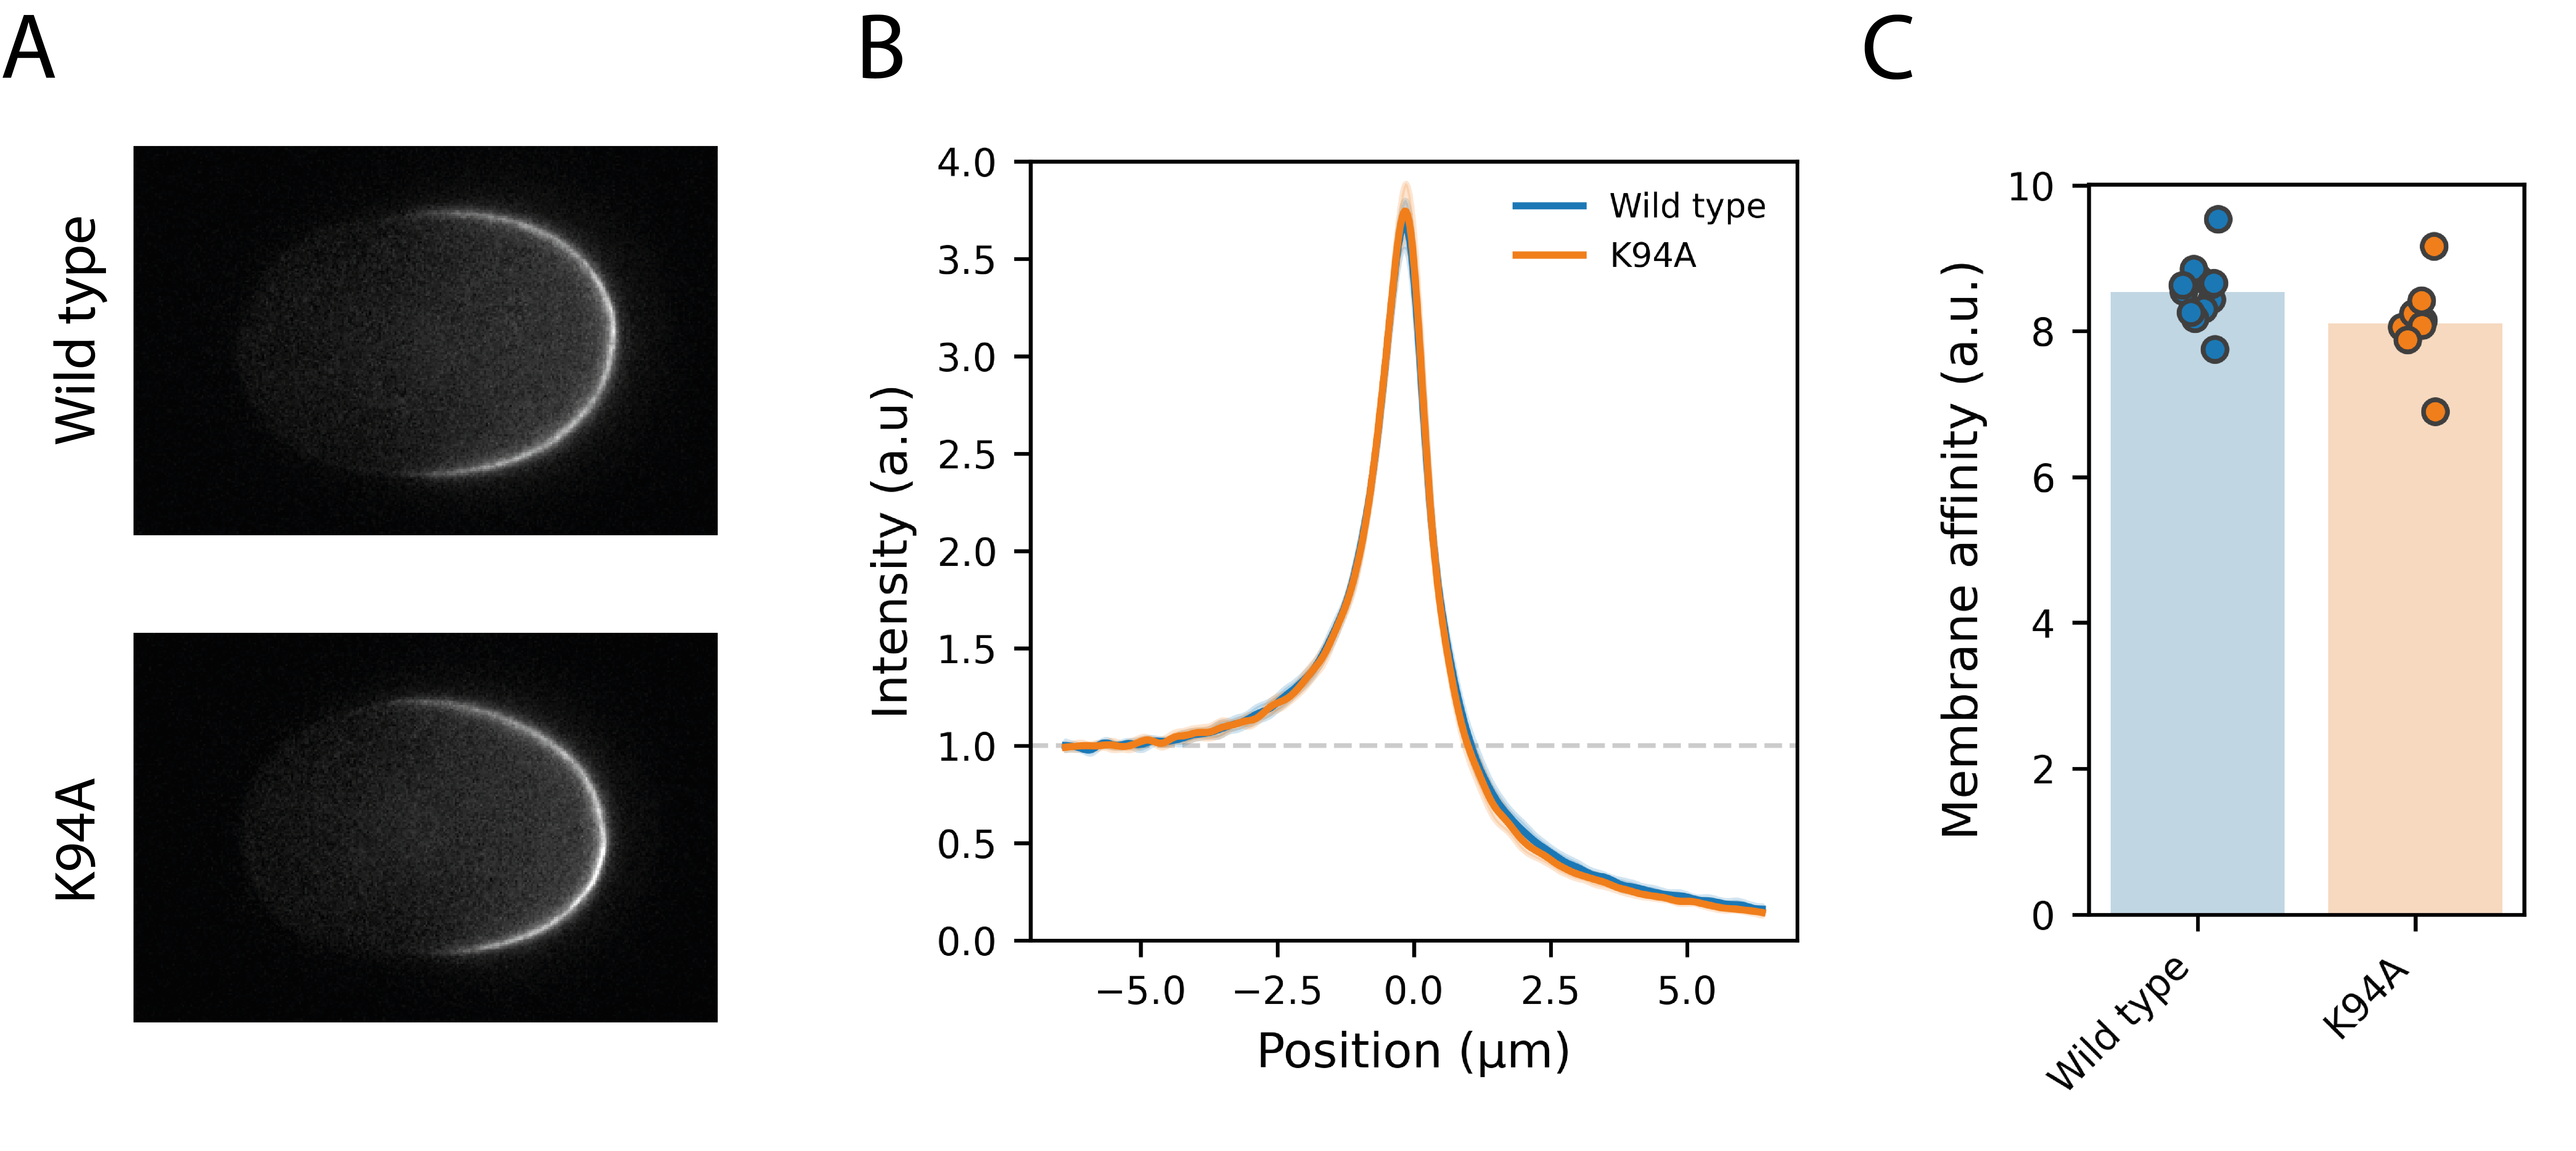 A
Wild type
K94A
B
Intensity (a.u)
4.0
3.5
3.0
2.5
2.0
1.5
1.0
0.5
0.0
Wild type
K94A
−5.0 −2.5 0.0 2.5 5.0
Position (μm)
C
Membrane affinity (a.u.)
10
8
6
4
2
0
Wild type
K94A